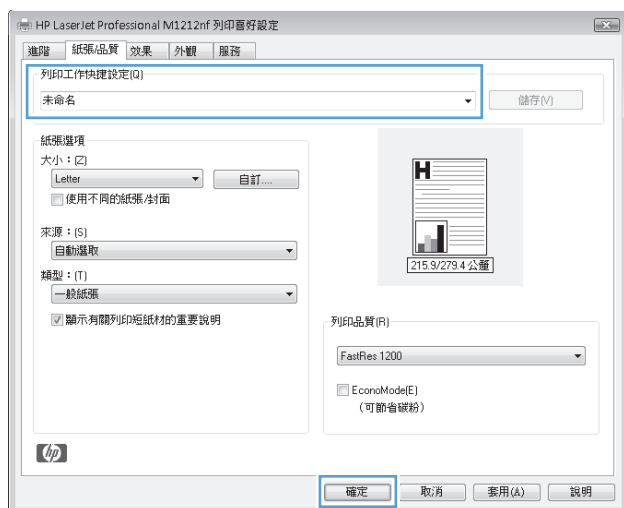 HP LaserJet Professional M1212nf 列印喜好設定
進階 紙張/品質 效果 外觀 服務
列印工作快捷設定(Q)
未命名
儲存(V)
紙張選項
大小：(Z)
Letter
自訂....
使用不同的紙張/封面
來源：(S)
自動選取
類型：(T)
一般紙張
顯示有關列印短紙材的重要說明
H
215.9/279.4 公釐
列印品質(R)
FastRes 1200
EconoMode(E)
（可節省碳粉）
hp
確定 取消 套用(A) 說明